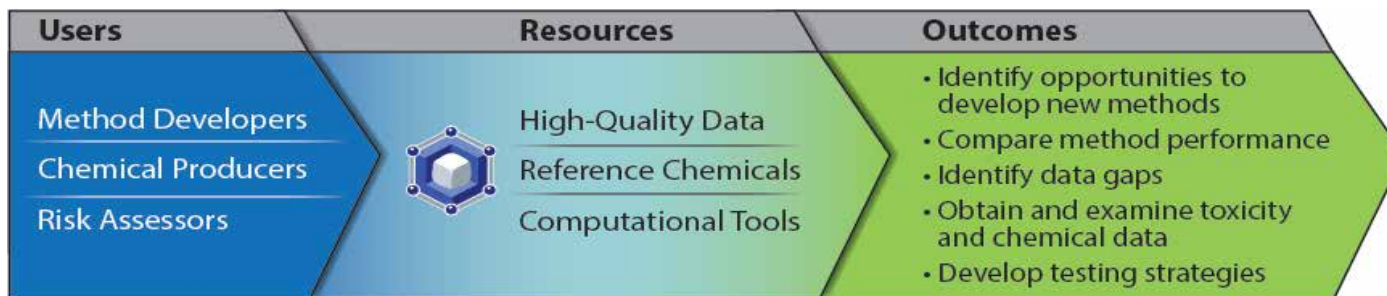 Users
Method Developers
Chemical Producers
Risk Assessors
Resources
High-Quality Data
Reference Chemicals
Computational Tools
Outcomes
• Identify opportunities to
develop new methods
• Compare method performance
• Identify data gaps
• Obtain and examine toxicity
and chemical data
• Develop testing strategies